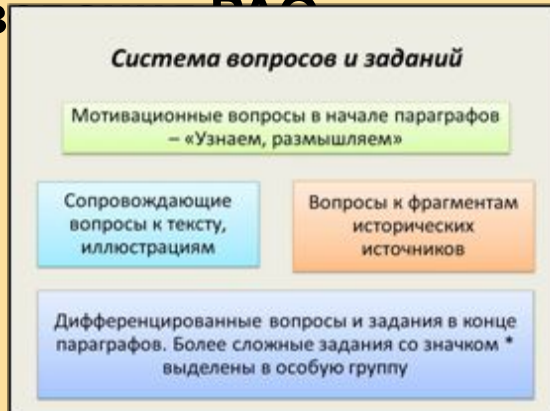 Система вопросов и заданий
Мотивационные вопросы в начале параграфов
– «Узнаем, размышляем»
Сопровождающие
вопросы к тексту,
иллюстрациям
Вопросы к фрагментам
исторических
источников
Дифференцированные вопросы и задания в конце
параграфов. Более сложные задания со значком *
выделены в особую группу